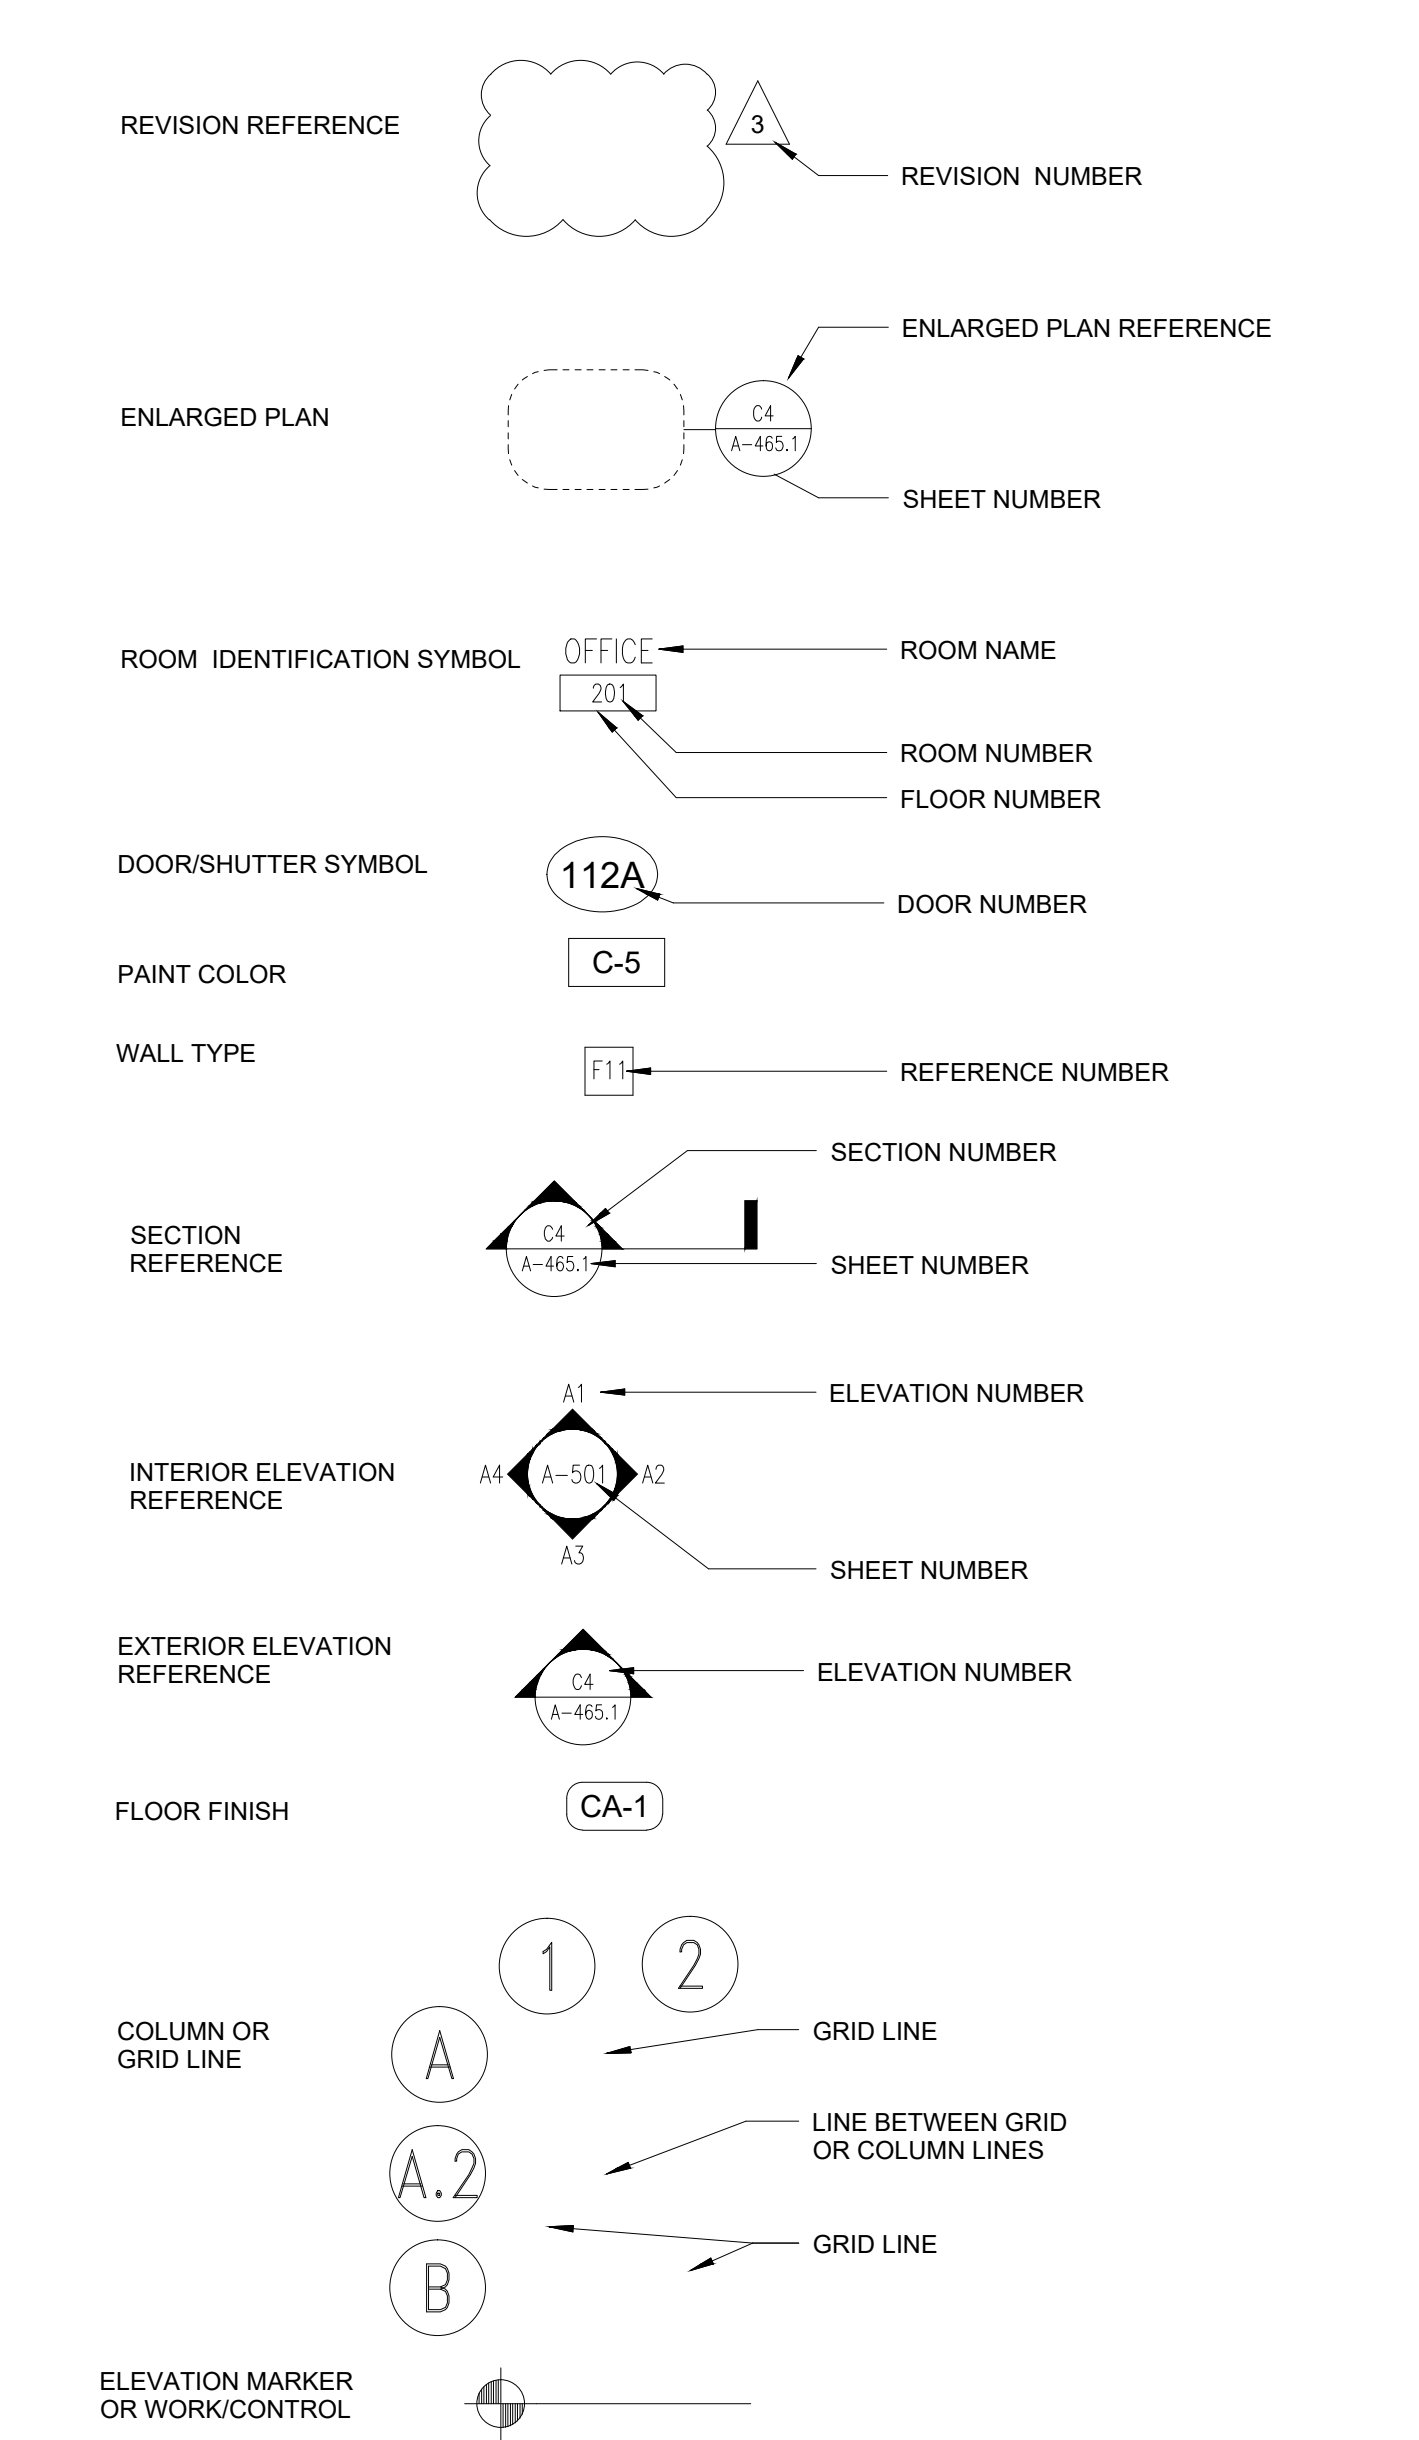 REVISION REFERENCE
3
REVISION NUMBER
ENLARGED PLAN REFERENCE
ENLARGED PLAN
C4
A-465.1
SHEET NUMBER
ROOM IDENTIFICATION SYMBOL
OFFICE
ROOM NAME
201
ROOM NUMBER
FLOOR NUMBER
DOOR/SHUTTER SYMBOL
112A
DOOR NUMBER
PAINT COLOR
C-5
WALL TYPE
F11
REFERENCE NUMBER
SECTION NUMBER
SECTION
REFERENCE
C4
A-465.1
SHEET NUMBER
A1
ELEVATION NUMBER
INTERIOR ELEVATION
REFERENCE
A4
A-501
A2
A3
SHEET NUMBER
EXTERIOR ELEVATION
REFERENCE
C4
A-465.1
ELEVATION NUMBER
FLOOR FINISH
CA-1
1
2
COLUMN OR
GRID LINE
A
GRID LINE
A.2
LINE BETWEEN GRID
OR COLUMN LINES
B
GRID LINE
ELEVATION MARKER
OR WORK/CONTROL